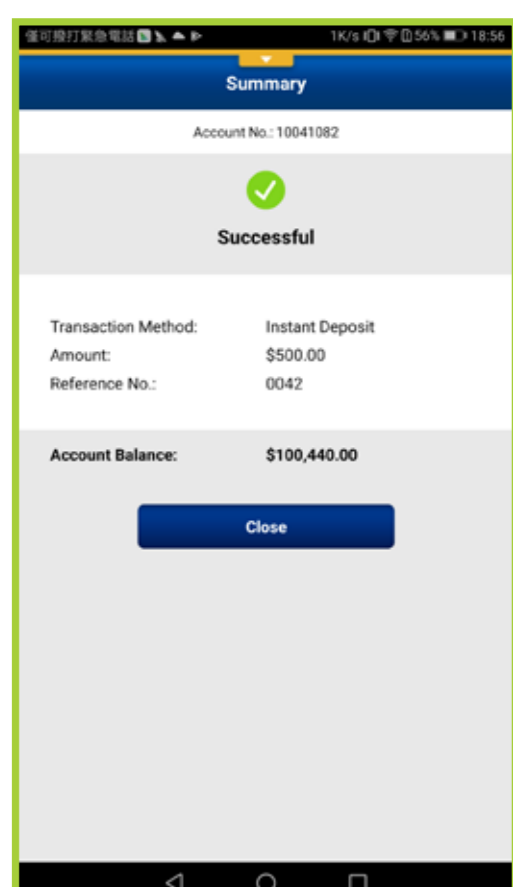 僅可撥打緊急電話 1K/s 56% 18:56
Summary
Account No.: 10041082
Successful
Transaction Method: Instant Deposit
Amount: $500.00
Reference No.: 0042
Account Balance: $100,440.00
Close